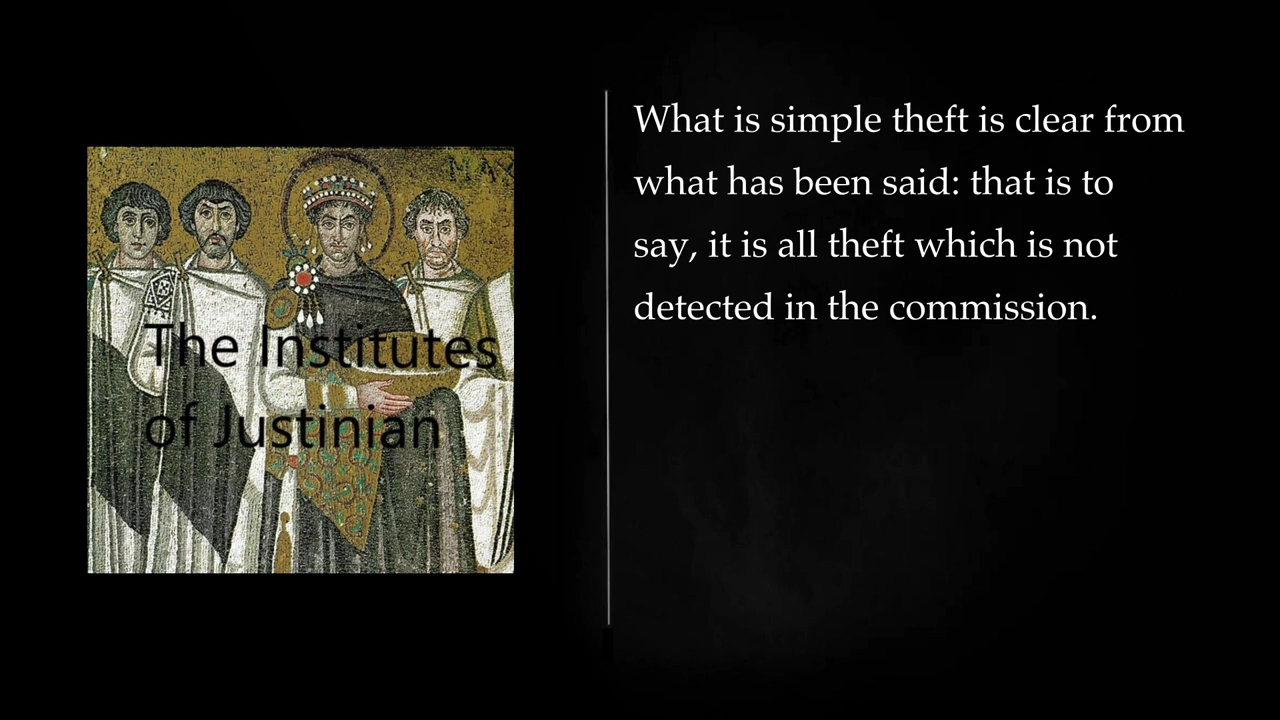 The Institutes
of Justinian
What is simple theft is clear from
what has been said: that is to
say, it is all theft which is not
detected in the commission.